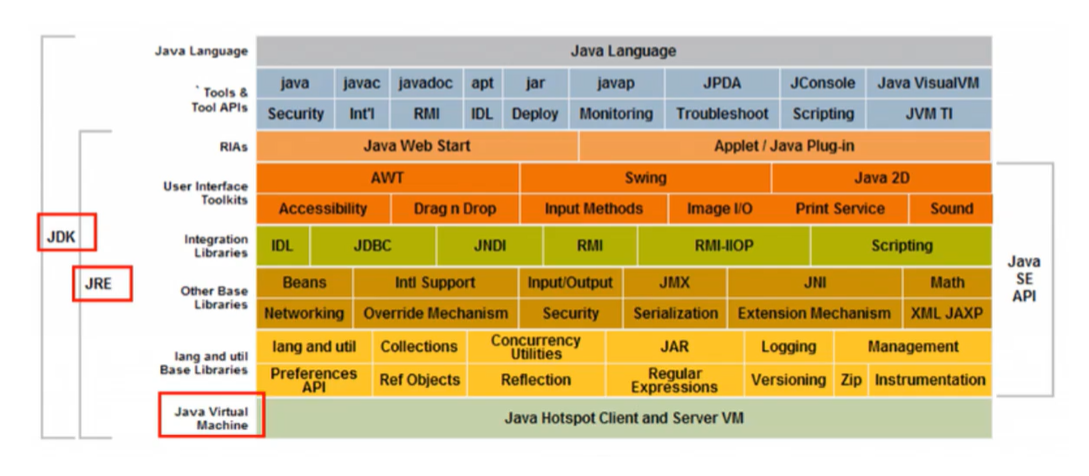 Java Language Java Language
` Tools & Tool APIs
java javac javadoc apt jar javap JPDA JConsole Java VisualVM
Security Int'l RMI IDL Deploy Monitoring Troubleshoot Scripting JVM TI
RIAs Java Web Start Applet / Java Plug-in
User Interface Toolkits
AWT Swing Java 2D
Accessibility Drag n Drop Input Methods Image I/O Print Service Sound
JDK
Integration Libraries
IDL JDBC JNDI RMI RMI-IIOP Scripting
Java SE API
JRE
Other Base Libraries
Beans Intl Support Input/Output JMX JNI Math
Networking Override Mechanism Security Serialization Extension Mechanism XML JAXP
lang and util Base Libraries
lang and util Collections Concurrency Utilities JAR Logging Management
Preferences API Ref Objects Reflection Regular Expressions Versioning Zip Instrumentation
Java Virtual Machine
Java Hotspot Client and Server VM